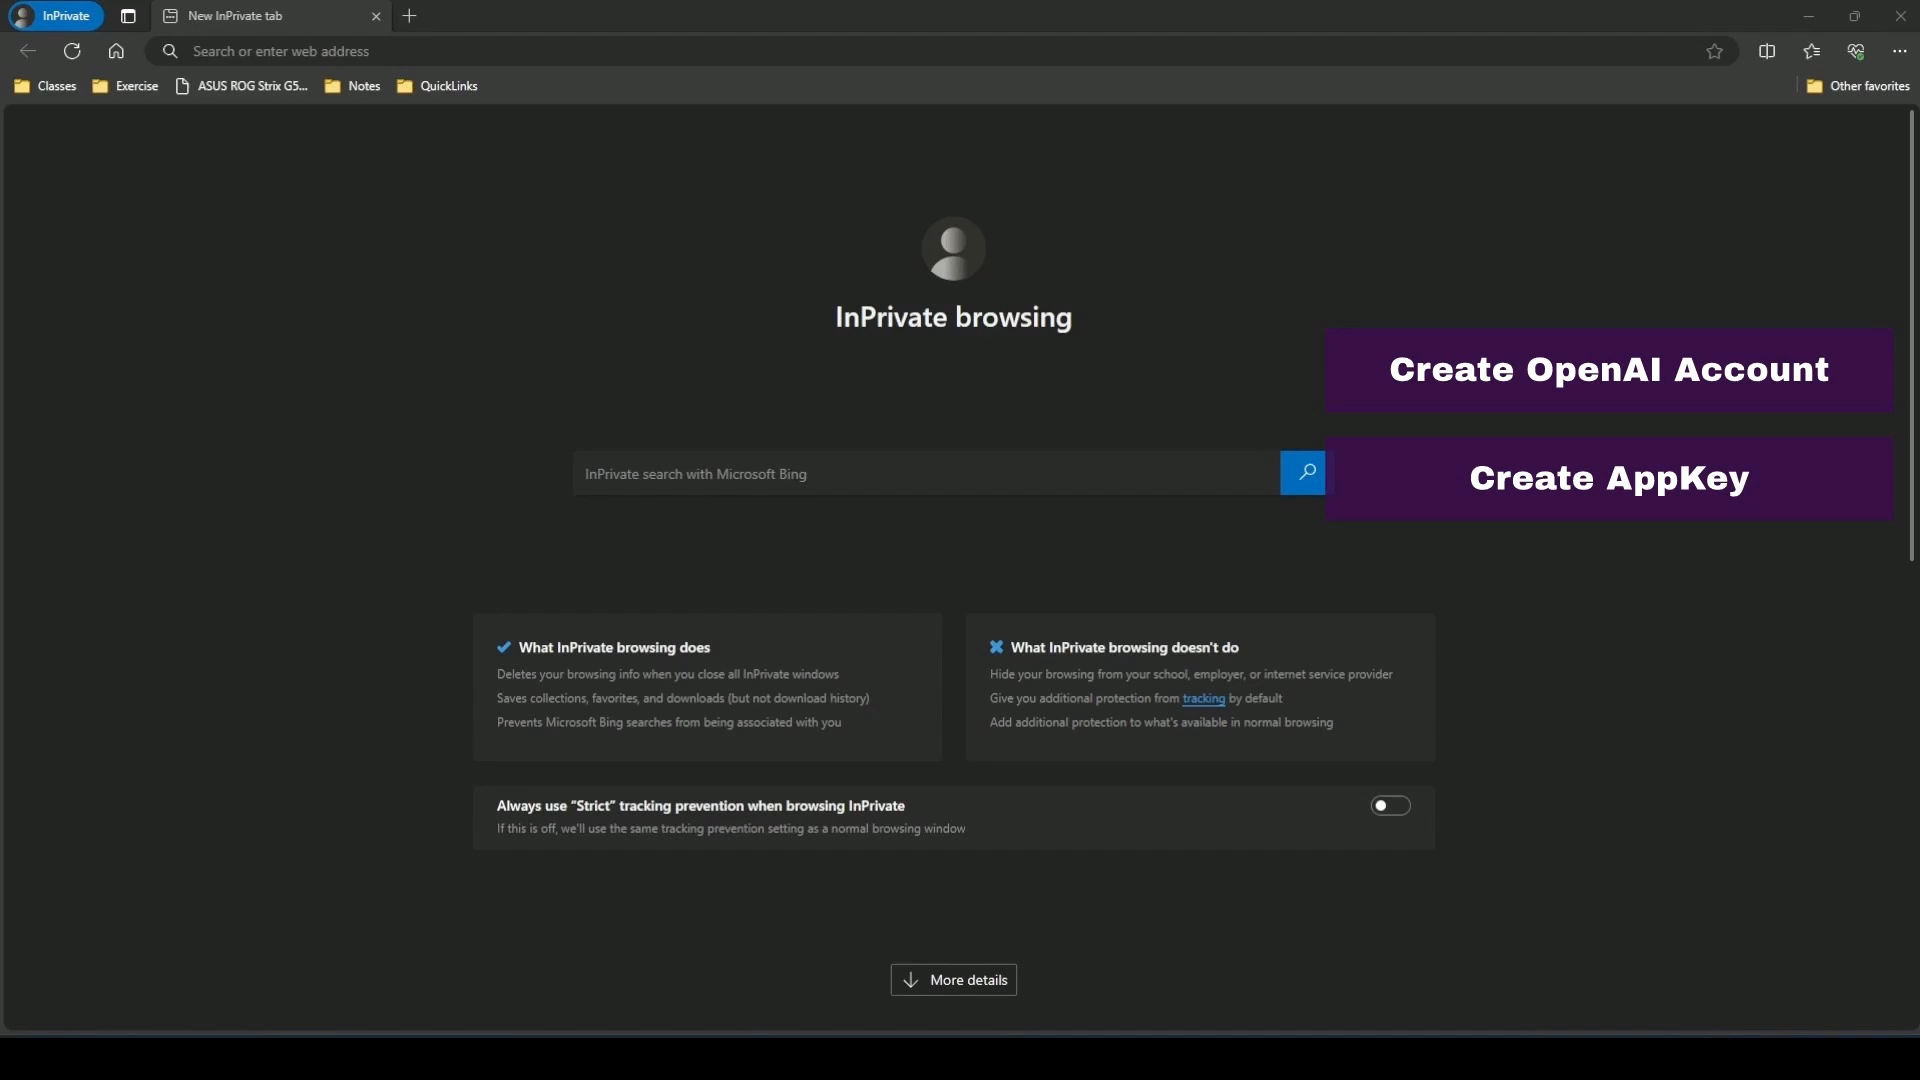 InPrivate
New InPrivate tab
Search or enter web address
Classes
Exercise
ASUS ROG Strix G5...
Notes
QuickLinks
Other favorites
InPrivate browsing
Create OpenAI Account
InPrivate search with Microsoft Bing
Create AppKey
What InPrivate browsing does
Deletes your browsing info when you close all InPrivate windows
Saves collections, favorites, and downloads (but not download history)
Prevents Microsoft Bing searches from being associated with you
What InPrivate browsing doesn't do
Hide your browsing from your school, employer, or internet service provider
Give you additional protection from tracking by default
Add additional protection to what's available in normal browsing
Always use “Strict” tracking prevention when browsing InPrivate
If this is off, we'll use the same tracking prevention setting as a normal browsing window
More details